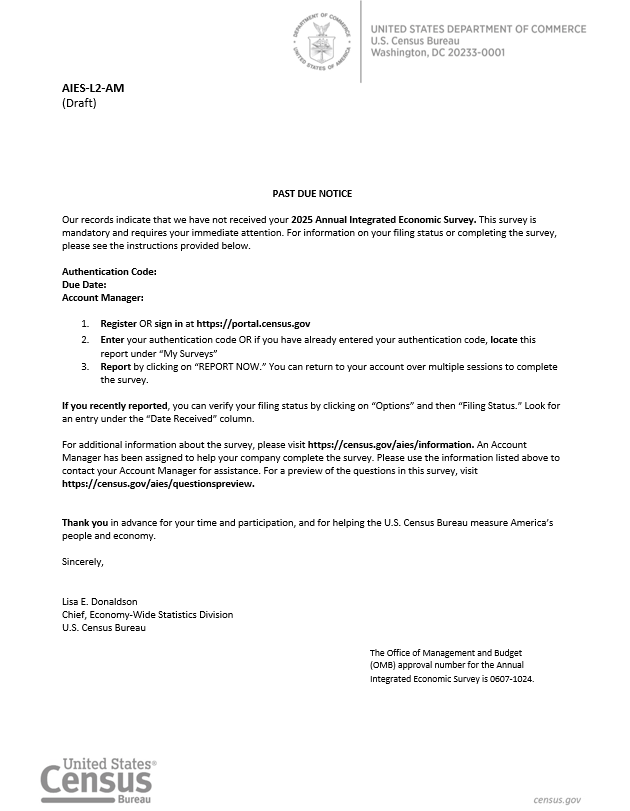 DEPARTMENT OF COMMERCE
UNITED STATES OF AMERICA
UNITED STATES DEPARTMENT OF COMMERCE
U.S. Census Bureau
Washington, DC 20233-0001
AIES-L2-AM
(Draft)
PAST DUE NOTICE
Our records indicate that we have not received your 2025 Annual Integrated Economic Survey. This survey is
mandatory and requires your immediate attention. For information on your filing status or completing the survey,
please see the instructions provided below.
Authentication Code:
Due Date:
Account Manager:
1. Register OR sign in at https://portal.census.gov
2. Enter your authentication code OR if you have already entered your authentication code, locate this
report under “My Surveys”
3. Report by clicking on “REPORT NOW.” You can return to your account over multiple sessions to complete
the survey.
If you recently reported, you can verify your filing status by clicking on “Options” and then “Filing Status.” Look for
an entry under the “Date Received” column.
For additional information about the survey, please visit https://census.gov/aies/information. An Account
Manager has been assigned to help your company complete the survey. Please use the information listed above to
contact your Account Manager for assistance. For a preview of the questions in this survey, visit
https://census.gov/aies/questionspreview.
Thank you in advance for your time and participation, and for helping the U.S. Census Bureau measure America’s
people and economy.
Sincerely,
Lisa E. Donaldson
Chief, Economy-Wide Statistics Division
U.S. Census Bureau
The Office of Management and Budget
(OMB) approval number for the Annual
Integrated Economic Survey is 0607-1024.
United States®
Census
Bureau
census.gov